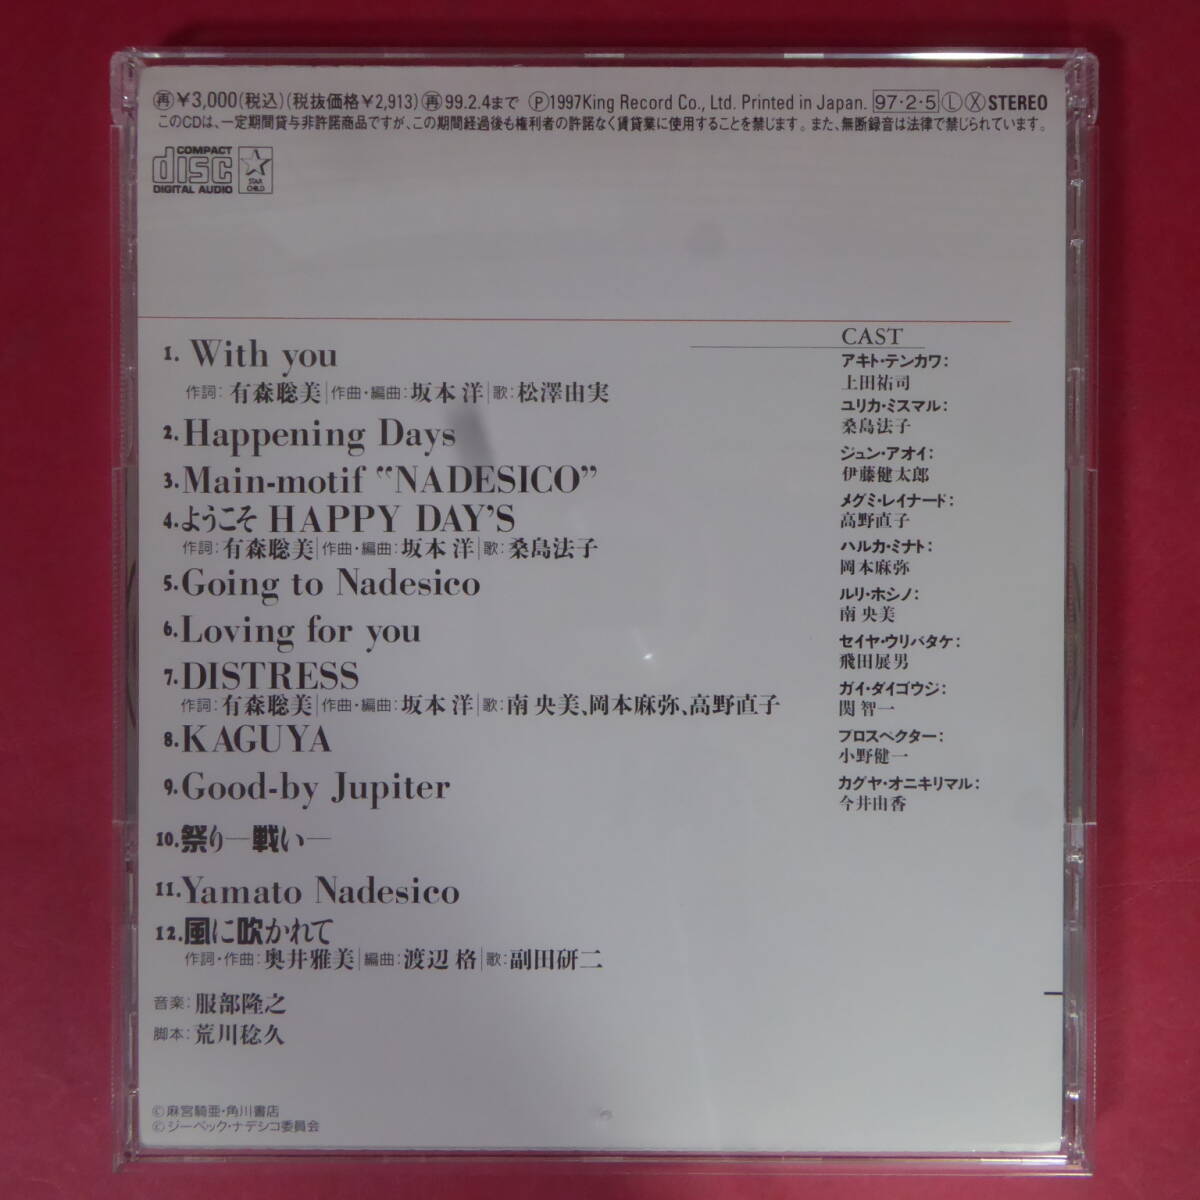 再¥3,000(税込)(税抜価格¥2,913)再99.2.4まで Ⓟ1997King Record Co., Ltd. Printed in Japan. 97・2・5 Ⓛ Ⓧ STEREO
このCDは、一定期間貸与非許諾商品ですが、この期間経過後も権利者の許諾なく賃貸業に使用することを禁じます。また、無断録音は法律で禁じられています。
COMPACT
disc
DIGITAL AUDIO
STAR
CHILD
1. With you
作詞:有森聡美|作曲・編曲:坂本 洋|歌:松澤由実
2. Happening Days
3. Main-motif “NADESICO”
4. ようこそ HAPPY DAY'S
作詞:有森聡美|作曲・編曲:坂本 洋|歌:桑島法子
5. Going to Nadesico
6. Loving for you
7. DISTRESS
作詞:有森聡美|作曲・編曲:坂本 洋|歌:南 央美、岡本麻弥、高野直子
8. KAGUYA
9. Good-by Jupiter
10. 祭り―戦い―
11. Yamato Nadesico
12. 風に吹かれて
作詞・作曲:奥井雅美|編曲:渡辺 格|歌:副田研二
音楽:服部隆之
脚本:荒川稔久
©麻宮騎亜・角川書店
©ジーベック・ナデシコ委員会
CAST
アキト・テンカワ:
上田祐司
ユリカ・ミスマル:
桑島法子
ジュン・アオイ:
伊藤健太郎
メグミ・レイナード:
高野直子
ハルカ・ミナト:
岡本麻弥
ルリ・ホシノ:
南 央美
セイヤ・ウリバタケ:
飛田展男
ガイ・ダイゴウジ:
関 智一
プロスペクター:
小野健一
カグヤ・オニキリマル:
今井由香